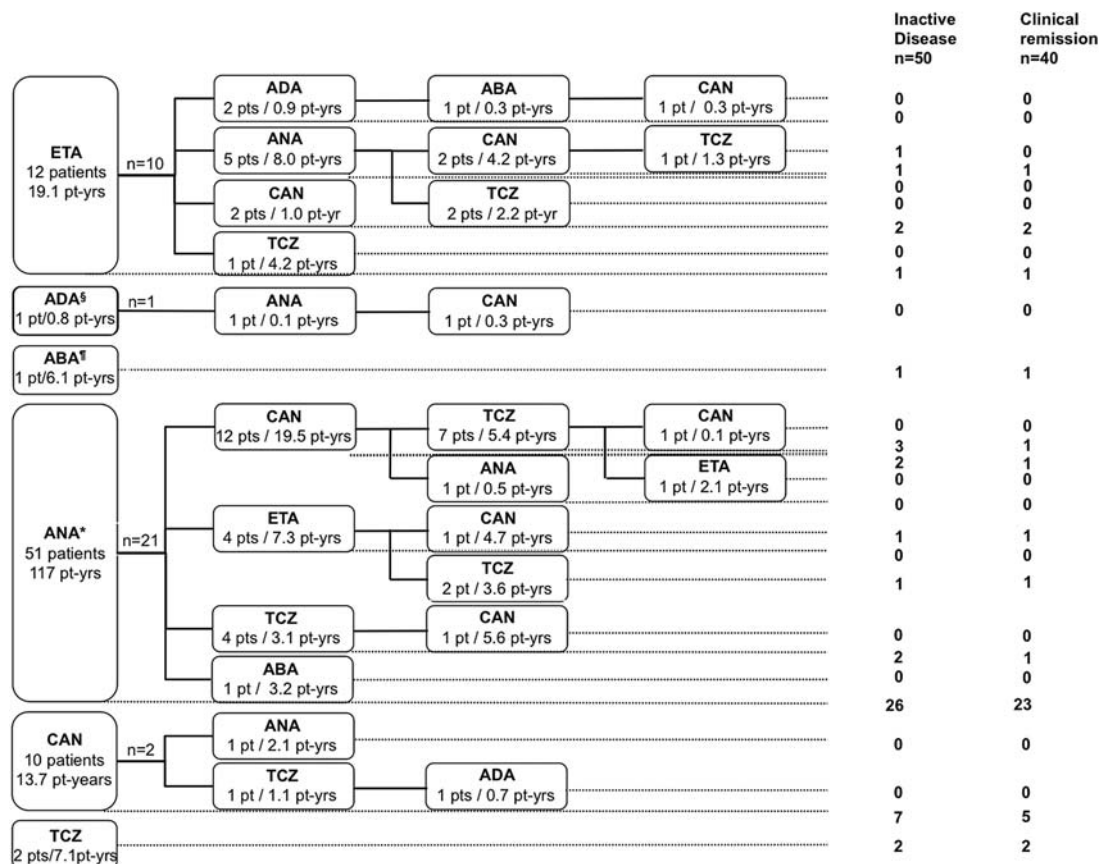 Inactive
Disease
n=50
Clinical
remission
n=40
ETA
12 patients
19.1 pt-yrs
n=10
ADA
2 pts / 0.9 pt-yrs
ABA
1 pt / 0.3 pt-yrs
CAN
1 pt /  0.3 pt-yrs
0 0
0 0
ANA
5 pts / 8.0 pt-yrs
CAN
2 pts / 4.2 pt-yrs
TCZ
1 pt / 1.3 pt-yrs
1 0
1 1
0 0
CAN
2 pts / 1.0 pt-yr
TCZ
2 pts / 2.2 pt-yr
0 0
2 2
TCZ
1 pt / 4.2 pt-yrs
0 0
1 1
ADA§
1 pt/0.8 pt-yrs
n=1
ANA
1 pt / 0.1 pt-yrs
CAN
1 pt / 0.3 pt-yrs
0 0
ABA¶
1 pt/6.1 pt-yrs
1 1
ANA*
51 patients
117 pt-yrs
n=21
CAN
12 pts / 19.5 pt-yrs
TCZ
7 pts / 5.4 pt-yrs
CAN
1 pt / 0.1 pt-yrs
0 0
3 1
2 1
ANA
1 pt / 0.5 pt-yrs
ETA
1 pt / 2.1 pt-yrs
0 0
0 0
ETA
4 pts / 7.3 pt-yrs
CAN
1 pt / 4.7 pt-yrs
1 1
0 0
TCZ
2 pt / 3.6 pt-yrs
1 1
TCZ
4 pts / 3.1 pt-yrs
CAN
1 pt / 5.6 pt-yrs
0 0
2 1
ABA
1 pt /  3.2 pt-yrs
0 0
26 23
CAN
10 patients
13.7 pt-years
n=2
ANA
1 pt / 2.1 pt-yrs
0 0
TCZ
1 pt / 1.1 pt-yrs
ADA
1 pts / 0.7 pt-yrs
0 0
7 5
TCZ
2 pts/7.1pt-yrs
2 2